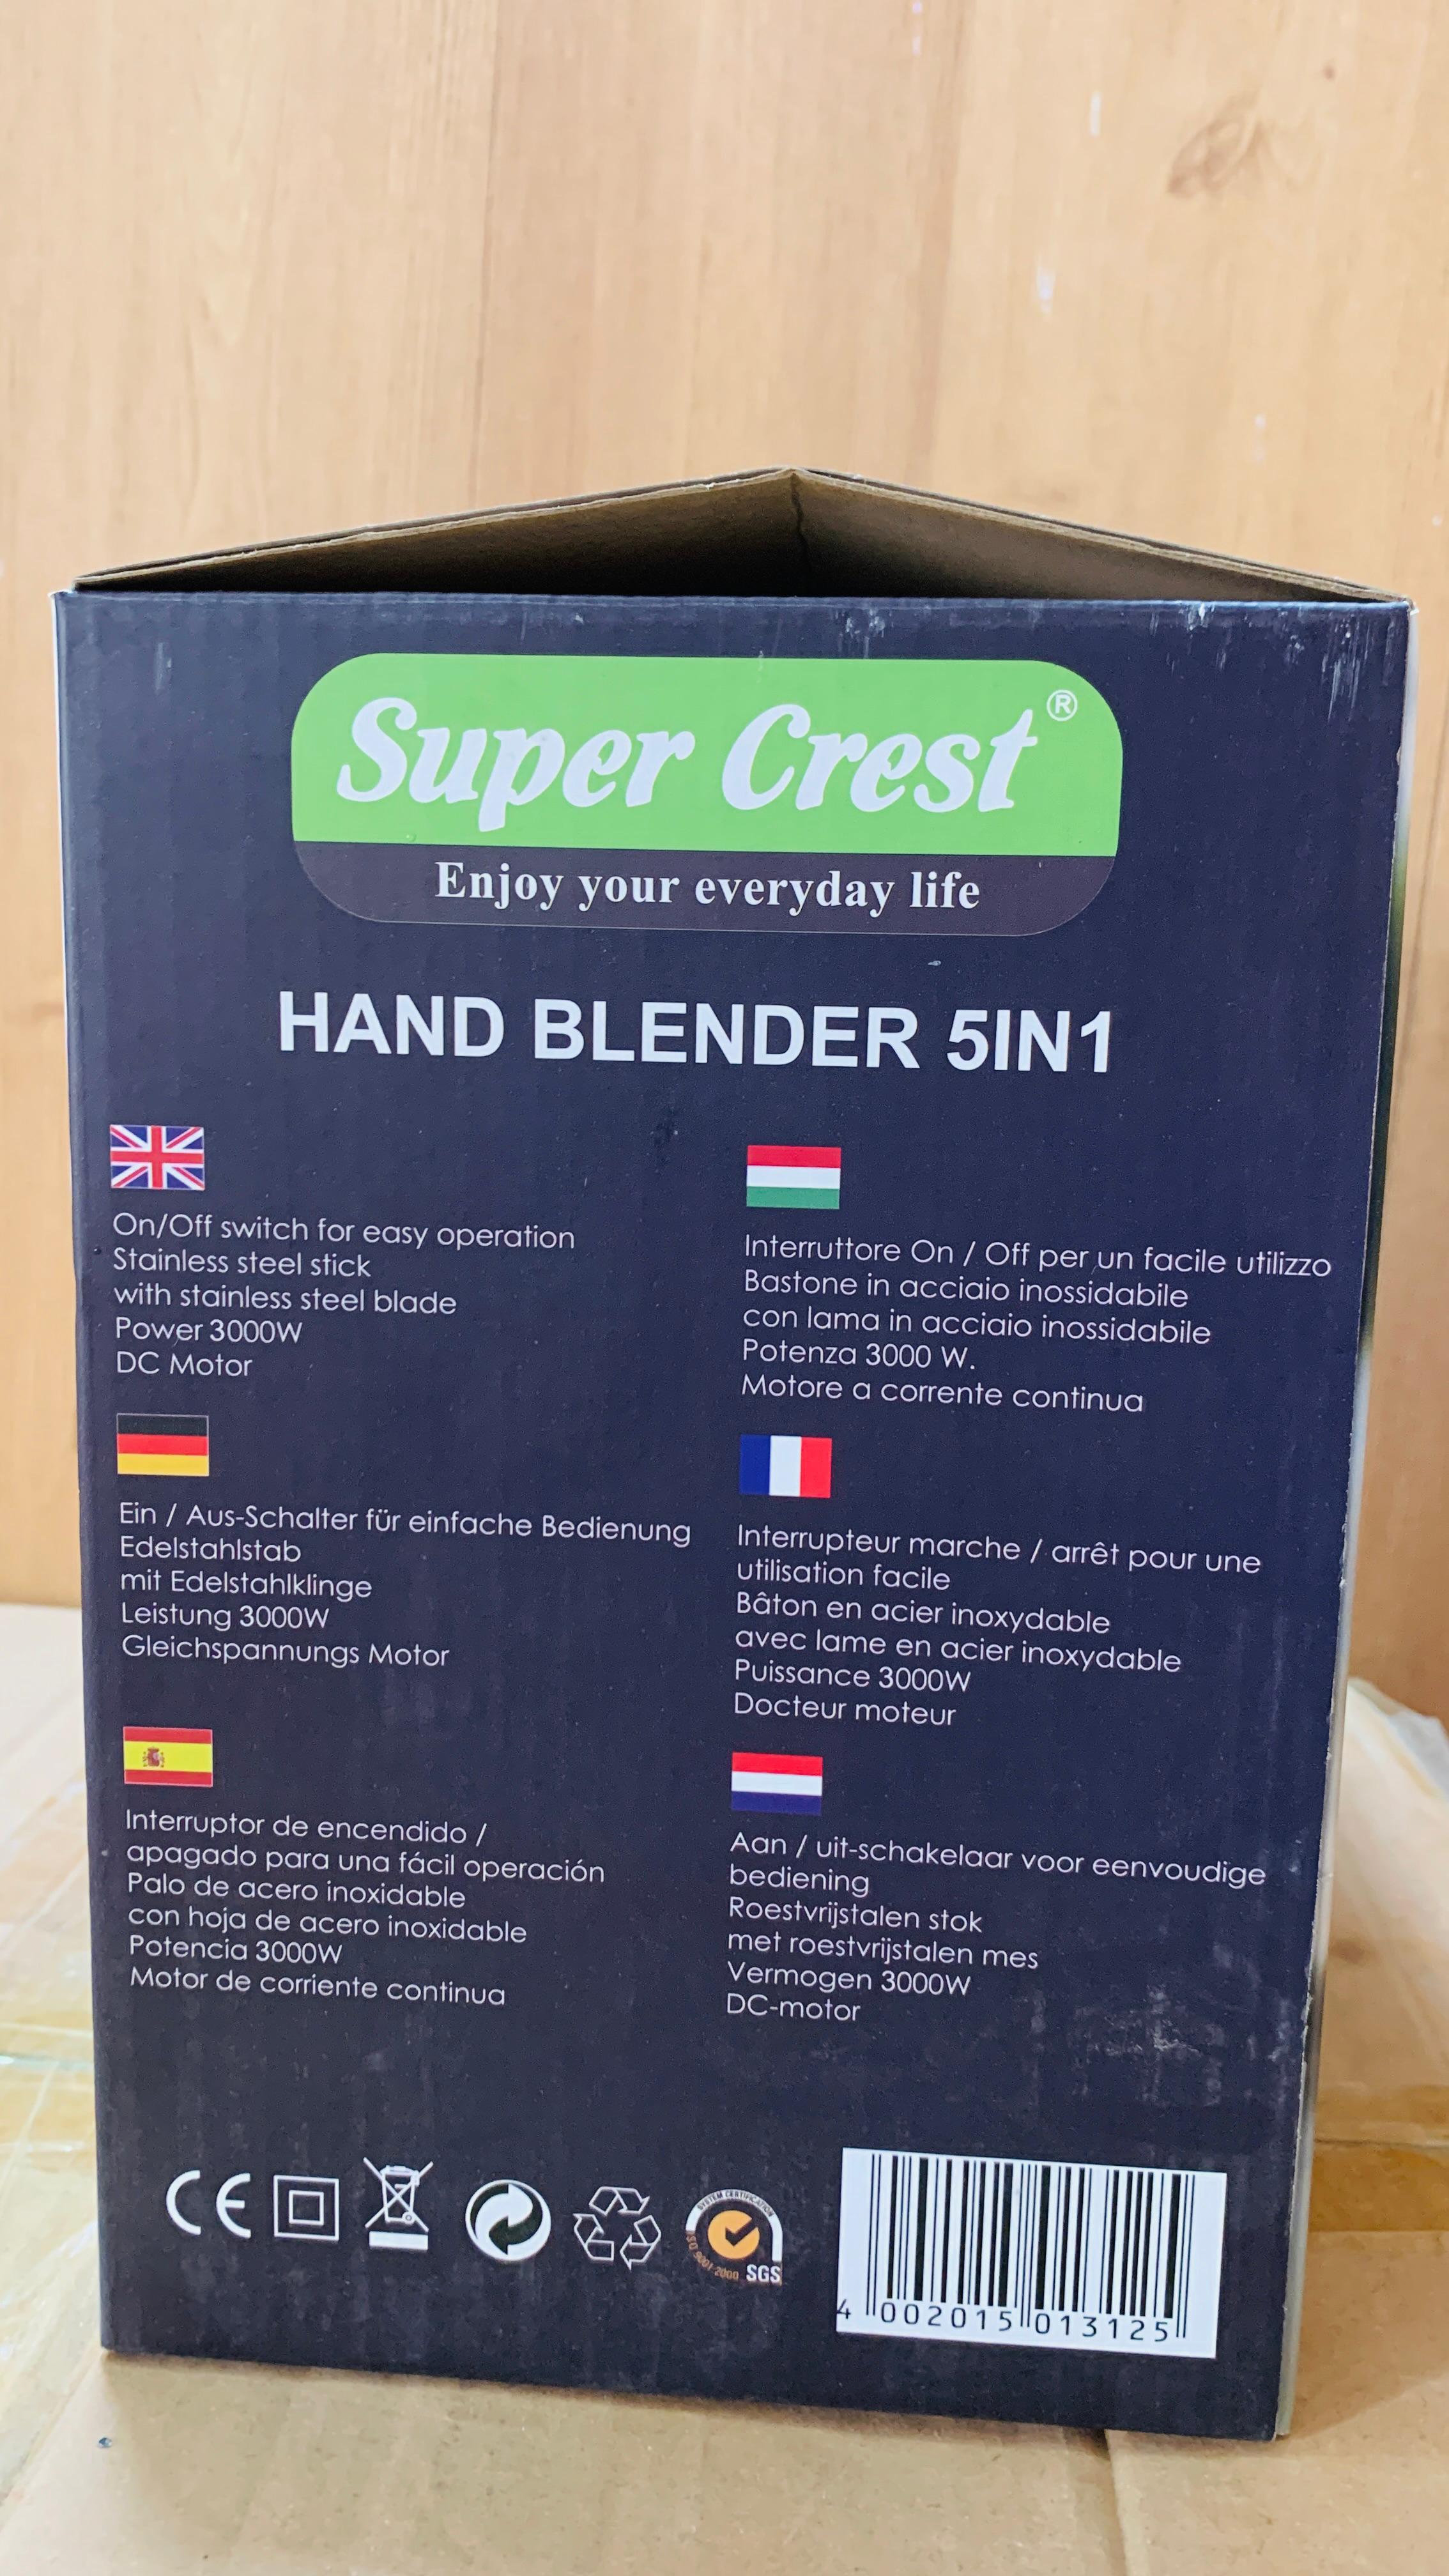 Super Crest®
Enjoy your everyday life
HAND BLENDER 5IN1
On/Off switch for easy operation
Stainless steel stick
with stainless steel blade
Power 3000W
DC Motor
Ein / Aus-Schalter für einfache Bedienung
Edelstahlstab
mit Edelstahlklinge
Leistung 3000W
Gleichspannungs Motor
Interruptor de encendido /
apagado para una fácil operación
Palo de acero inoxidable
con hoja de acero inoxidable
Potencia 3000W
Motor de corriente continua
Interruttore On / Off per un facile utilizzo
Bastone in acciaio inossidabile
con lama in acciaio inossidabile
Potenza 3000 W.
Motore a corrente continua
Interrupteur marche / arrêt pour une
utilisation facile
Bâton en acier inoxydable
avec lame en acier inoxydable
Puissance 3000W
Docteur moteur
Aan / uit-schakelaar voor eenvoudige
bediening
Roestvrijstalen stok
met roestvrijstalen mes
Vermogen 3000W
DC-motor
CE
SYSTEM CERTIFICATION
ISO 9001:2000
SGS
4 002015 013125